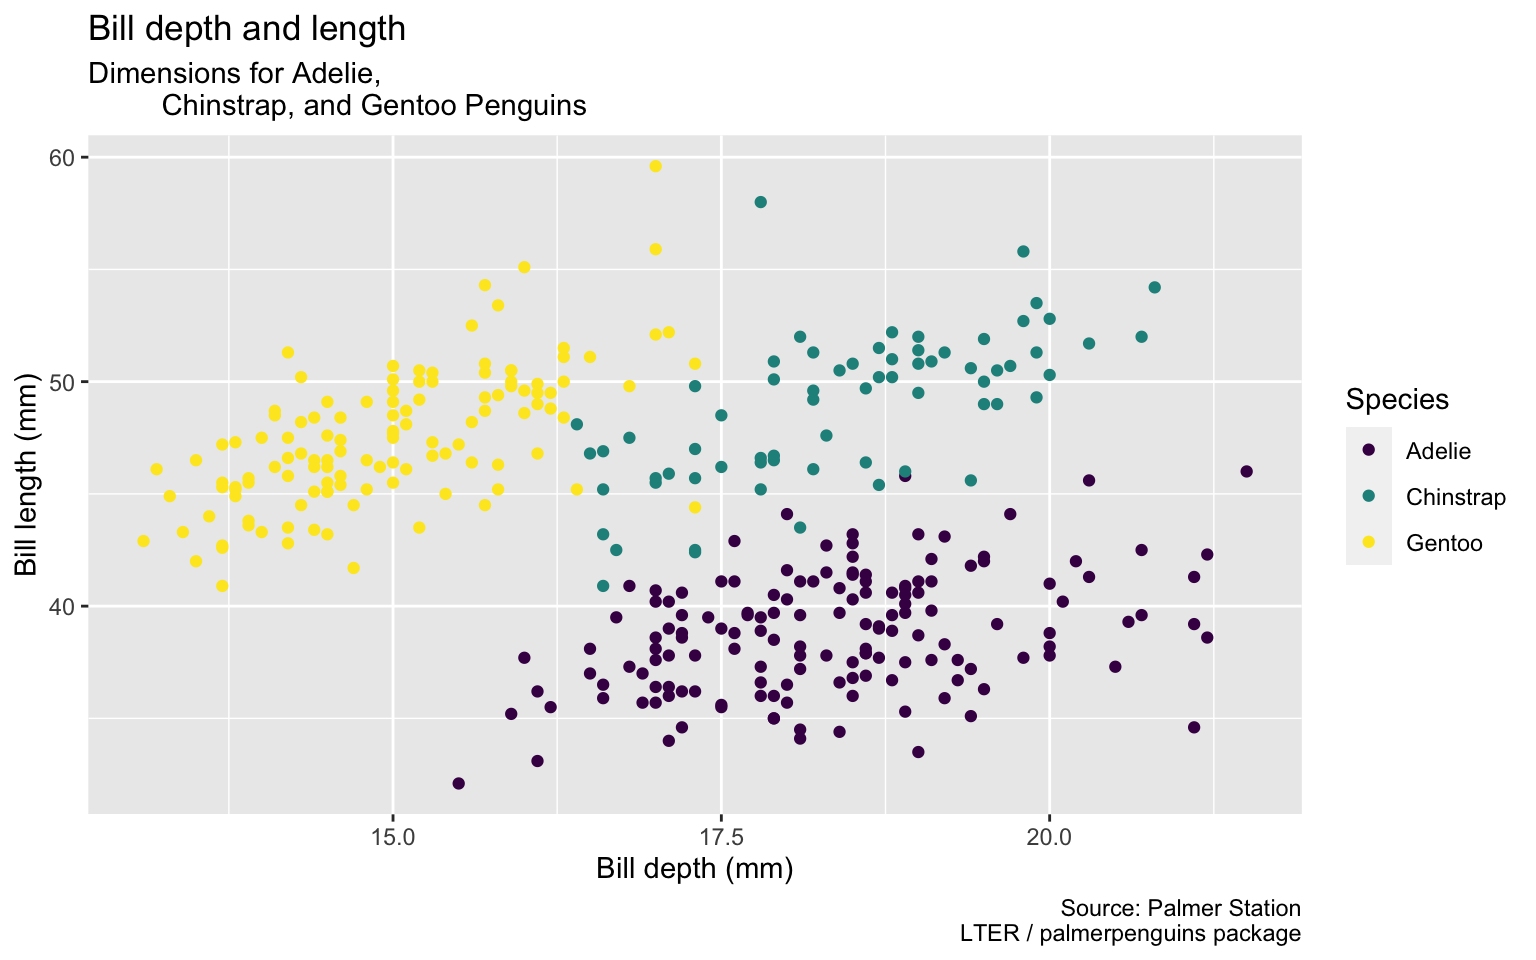 Bill depth and length
Dimensions for Adelie,
Chinstrap, and Gentoo Penguins
60
50
40
Bill length (mm)
15.0
17.5
20.0
Bill depth (mm)
Species
Adelie
Chinstrap
Gentoo
Source: Palmer Station
LTER / palmerpenguins package